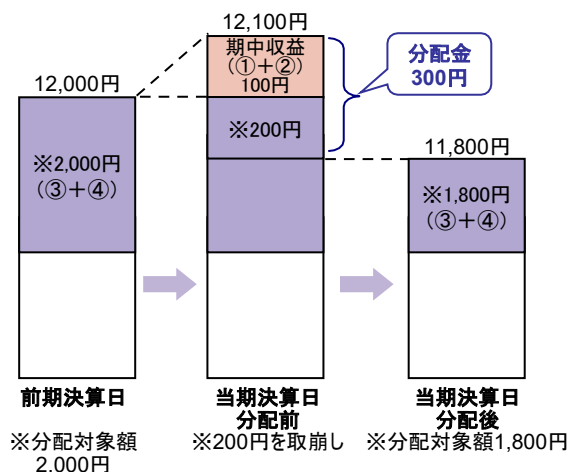 12,000円
※2,000円
(③+④)
前期決算日
※分配対象額
2,000円
12,100円
期中収益
(①+②)
100円
※200円
分配金
300円
当期決算日
分配前
※200円を取崩し
11,800円
※1,800円
(③+④)
当期決算日
分配後
※分配対象額1,800円